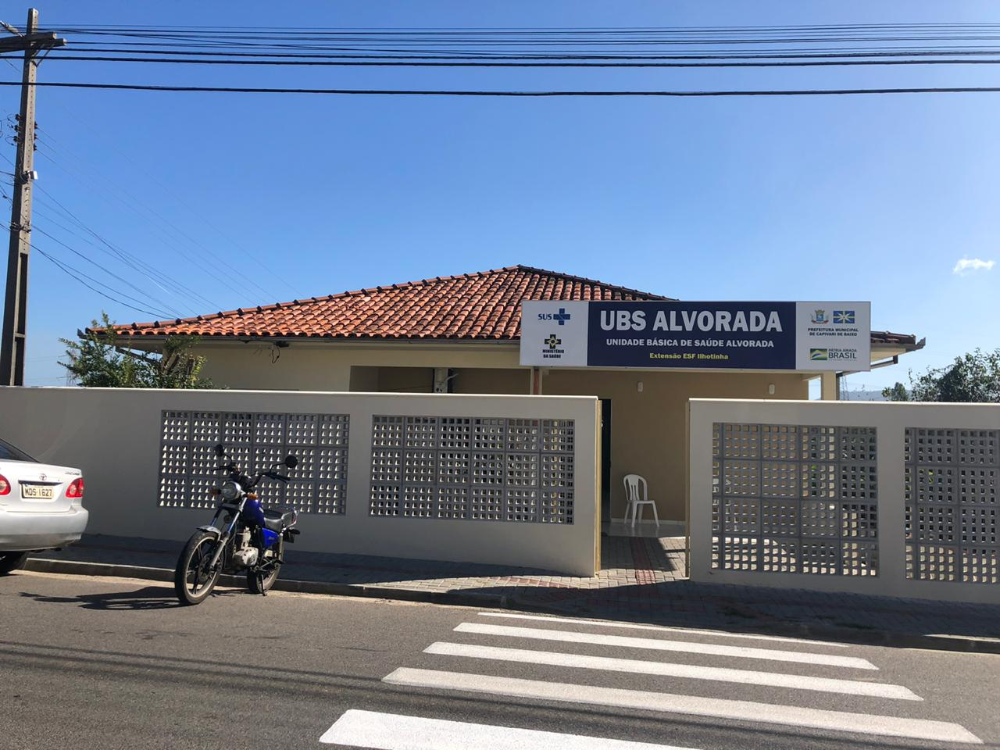 SUS
MINISTÉRIO
DA SAÚDE
UBS ALVORADA
UNIDADE BÁSICA DE SAÚDE ALVORADA
Extensão ESF Ilhotinha
PREFEITURA MUNICIPAL
DE CAPIVARI DE BAIXO
PÁTRIA AMADA
BRASIL
MDS 1627